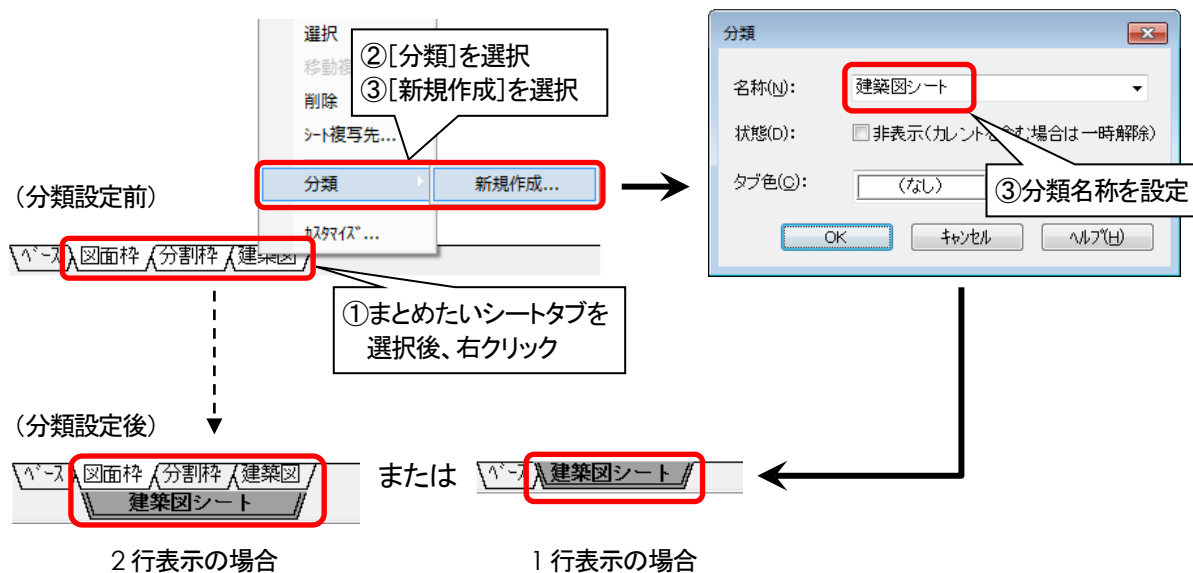 選択
移動複
削除
ｼｰﾄ複写先...
分類
新規作成...
ｶｽﾀﾏｲｽﾞ...
②[分類]を選択
③[新規作成]を選択
分類
名称(N):
建築図シート
状態(D):
非表示(カレントを含む場合は一時解除)
タブ色(C):
(なし)
③分類名称を設定
OK
ｷｬﾝｾﾙ
ﾍﾙﾌﾟ(H)
(分類設定前)
ﾍﾞｰｽ 図面枠 分割枠 建築図
①まとめたいシートタブを
選択後、右クリック
(分類設定後)
ﾍﾞｰｽ 図面枠 分割枠 建築図
建築図シート
または
ﾍﾞｰｽ 建築図シート
2行表示の場合
1行表示の場合